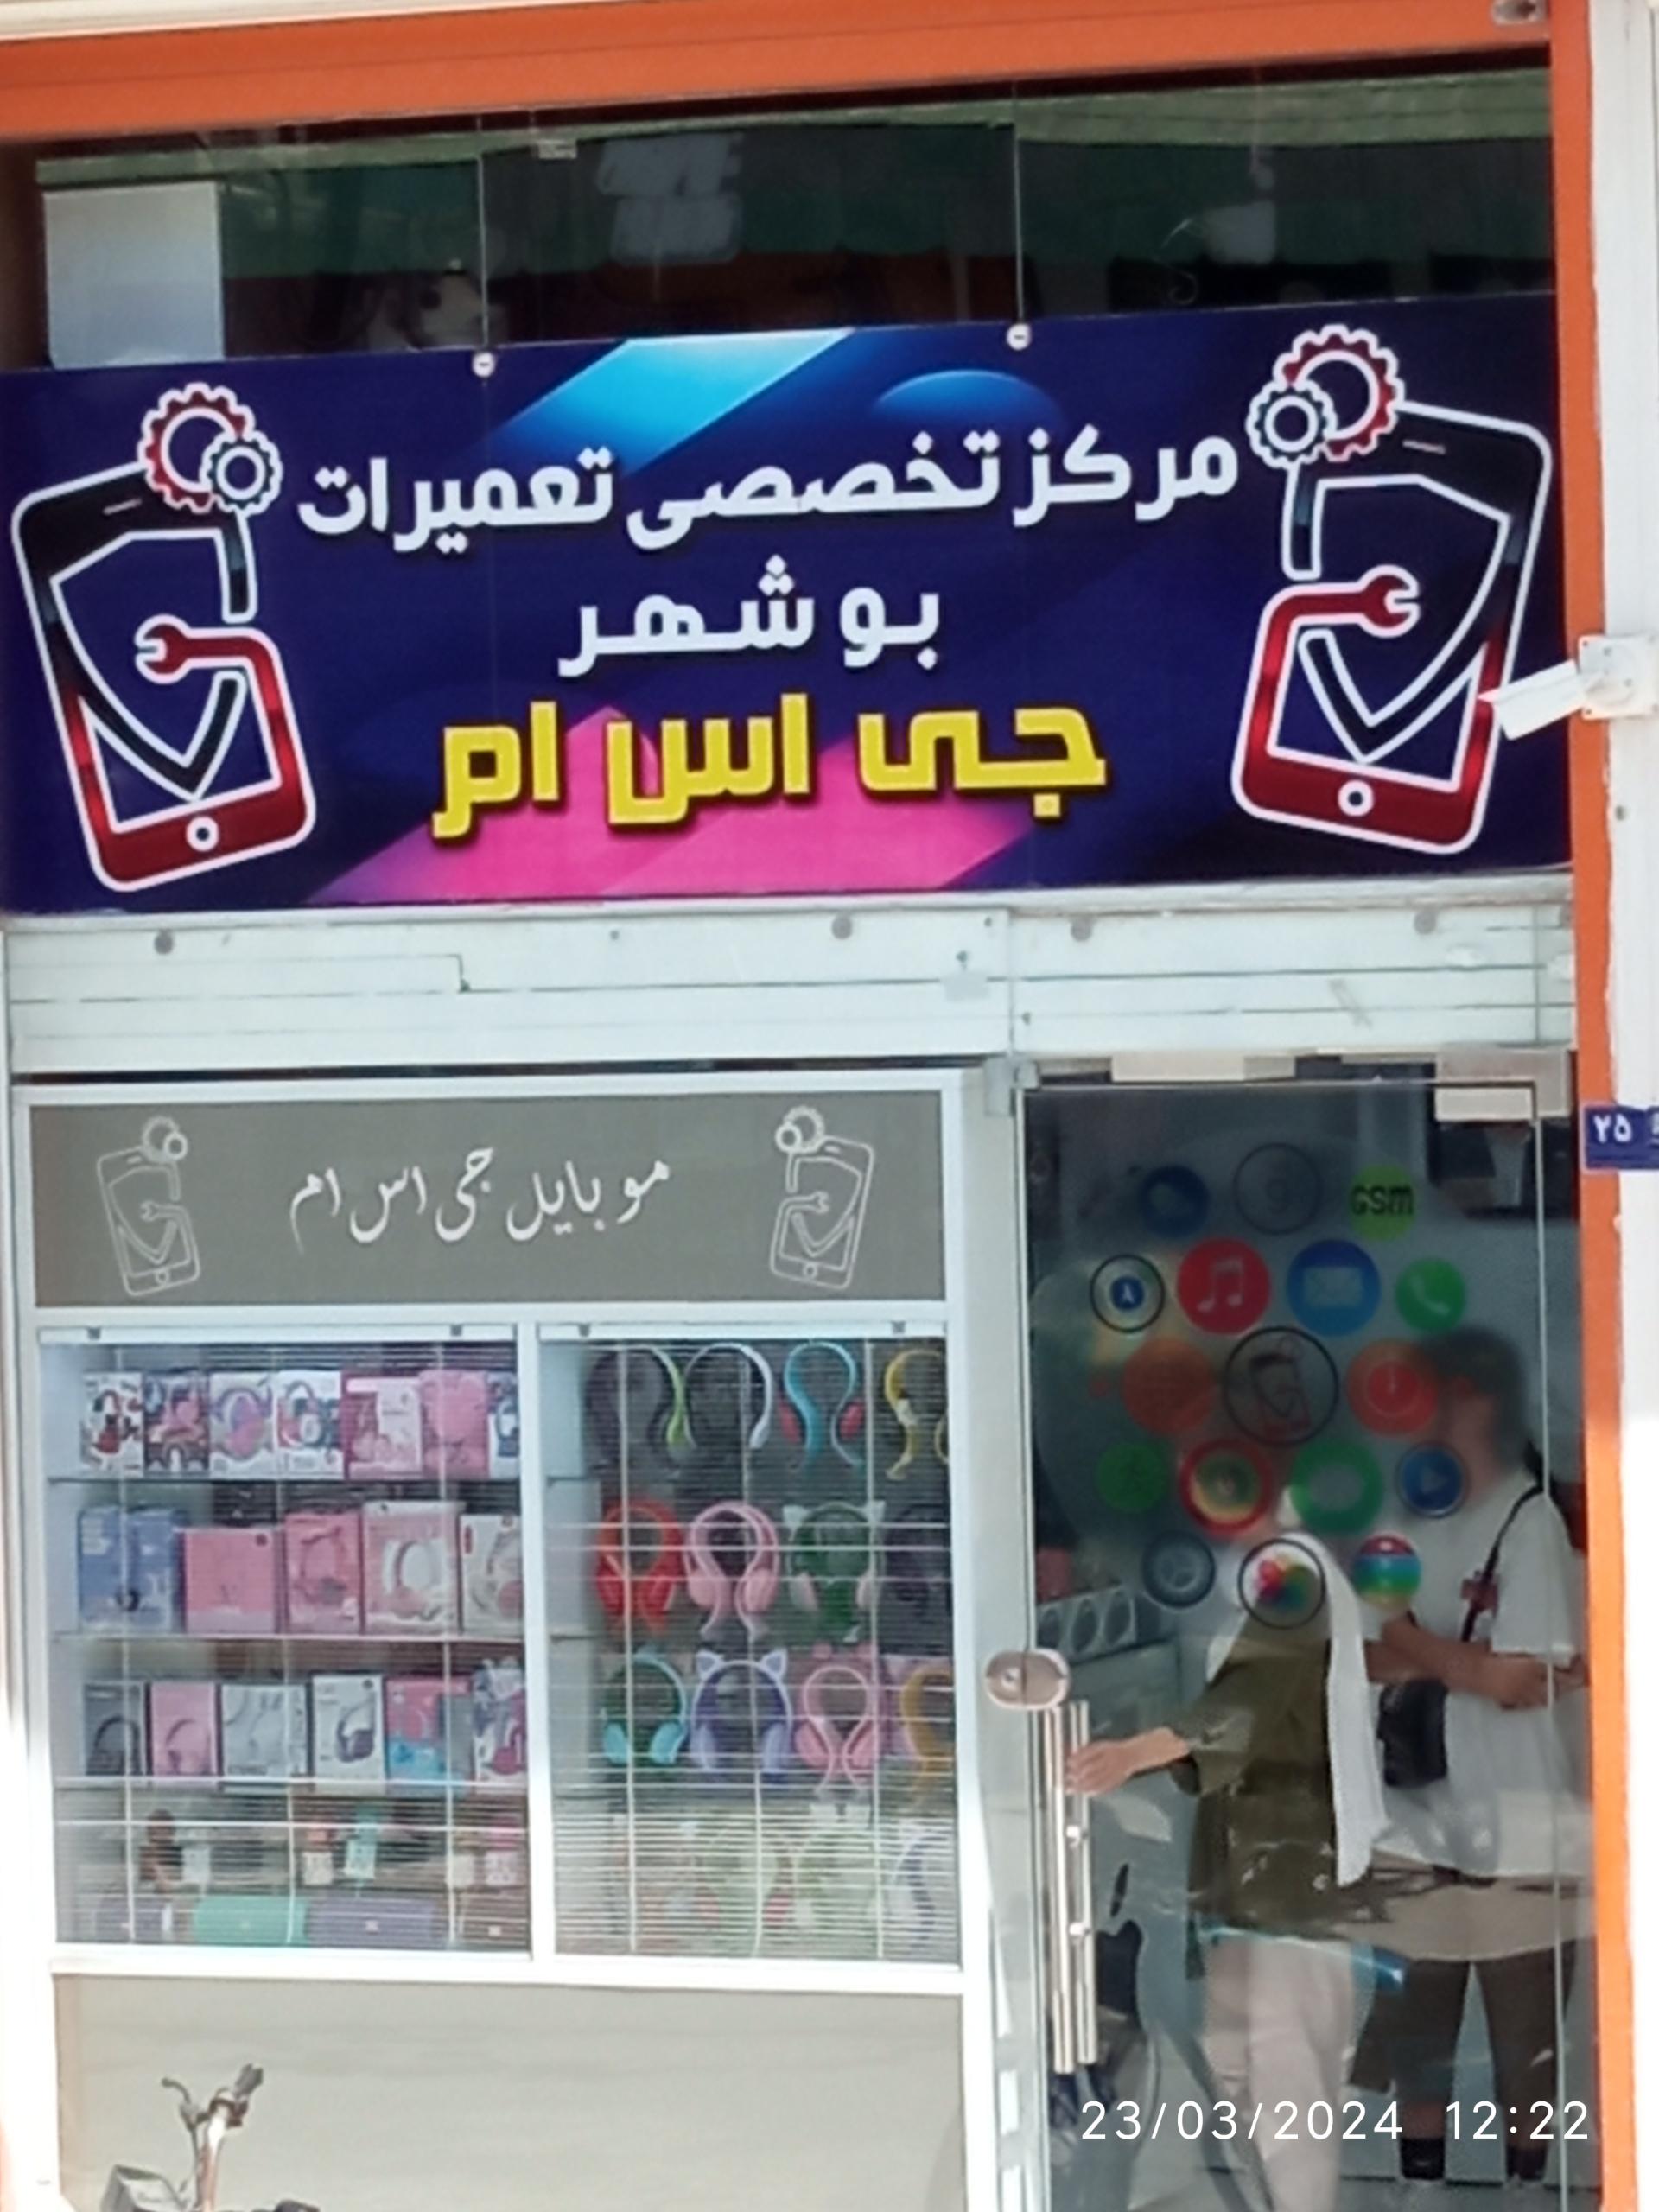 مرکز تخصصی تعمیرات
بوشهر
جی اس ام
موبایل جی اس ام
۲۵
GSM
23/03/2024 12:22